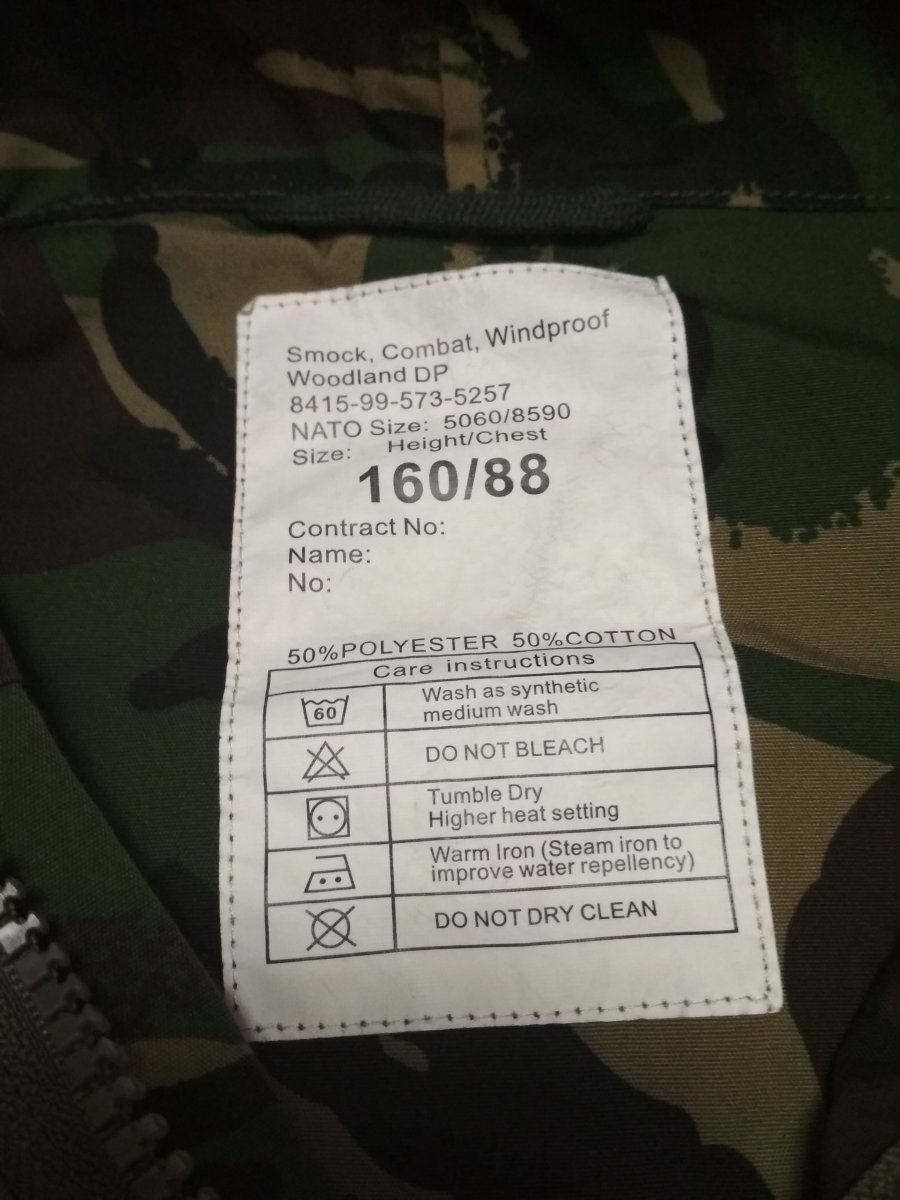 Smock, Combat, Windproof
Woodland DP
8415-99-573-5257
NATO Size: 5060/8590
Size: Height/Chest
160/88
Contract No:
Name:
No:
50%POLYESTER 50%COTTON
Care instructions
60
Wash as synthetic
medium wash
DO NOT BLEACH
Tumble Dry
Higher heat setting
Warm Iron (Steam iron to
improve water repellency)
DO NOT DRY CLEAN